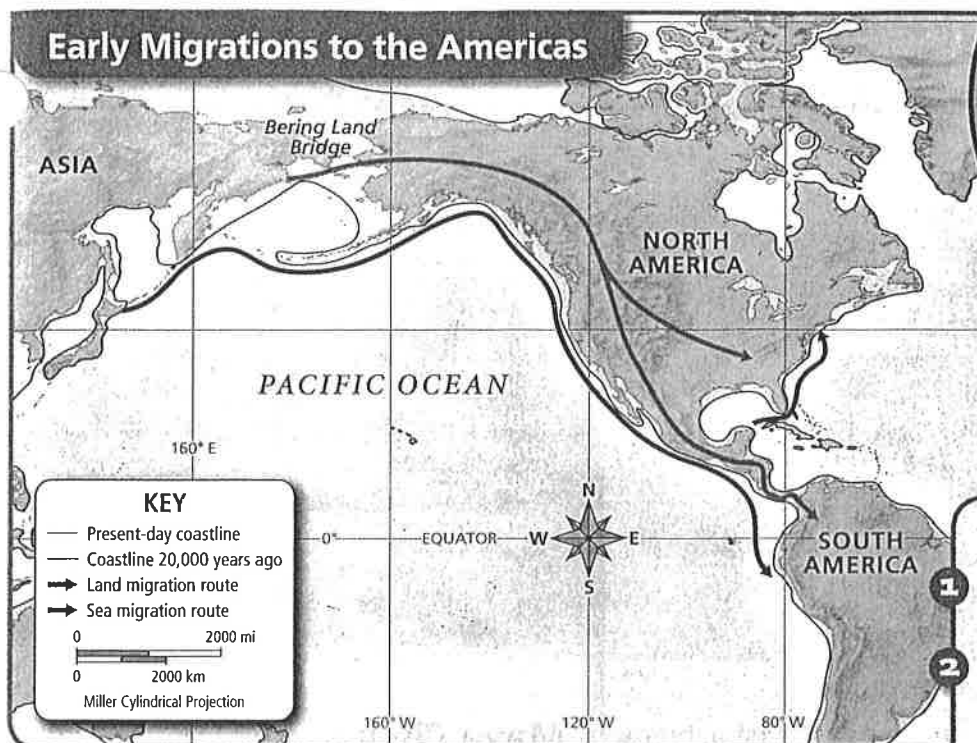 Early Migrations to the Americas
Bering Land
Bridge
ASIA
NORTH
AMERICA
PACIFIC OCEAN
160° E
KEY
Present-day coastline
Coastline 20,000 years ago
Land migration route
Sea migration route
0 2000 mi
0 2000 km
Miller Cylindrical Projection
0°
EQUATOR
N
W
E
S
SOUTH
AMERICA
1
2
160° W
120° W
80° W